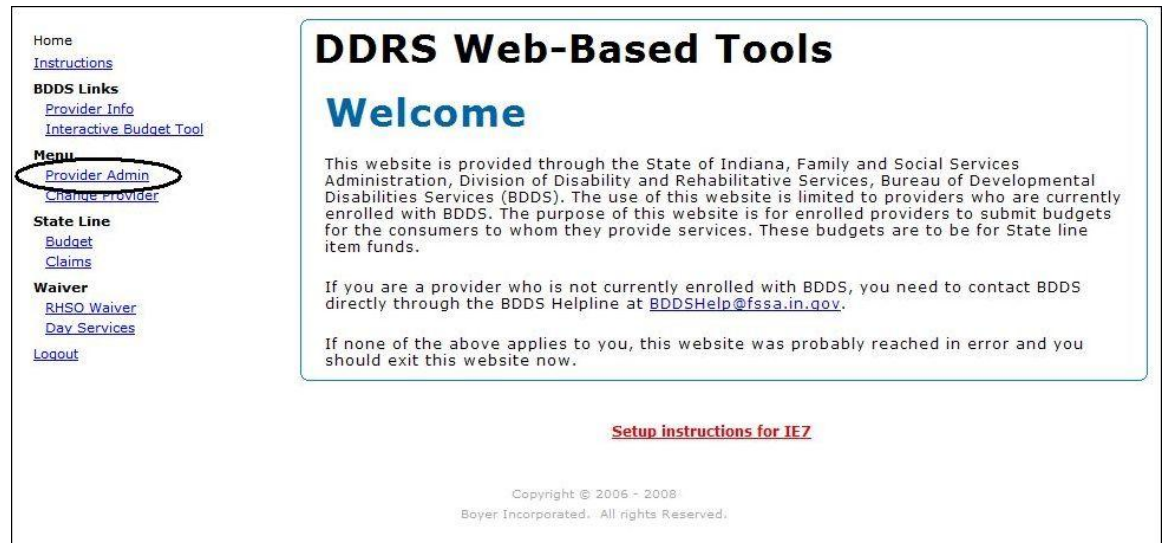 Home
Instructions
BDDS Links
Provider Info
Interactive Budget Tool
Menu
Provider Admin
Change Provider
State Line
Budget
Claims
Waiver
RHSO Waiver
Day Services
Logout
DDRS Web-Based Tools
Welcome
This website is provided through the State of Indiana, Family and Social Services
Administration, Division of Disability and Rehabilitative Services, Bureau of Developmental
Disabilities Services (BDDS). The use of this website is limited to providers who are currently
enrolled with BDDS. The purpose of this website is for enrolled providers to submit budgets
for the consumers to whom they provide services. These budgets are to be for State line
item funds.
If you are a provider who is not currently enrolled with BDDS, you need to contact BDDS
directly through the BDDS Helpline at BDDSHelp@fssa.in.gov.
If none of the above applies to you, this website was probably reached in error and you
should exit this website now.
Setup instructions for IE7
Copyright © 2006 - 2008
Boyer Incorporated. All rights Reserved.